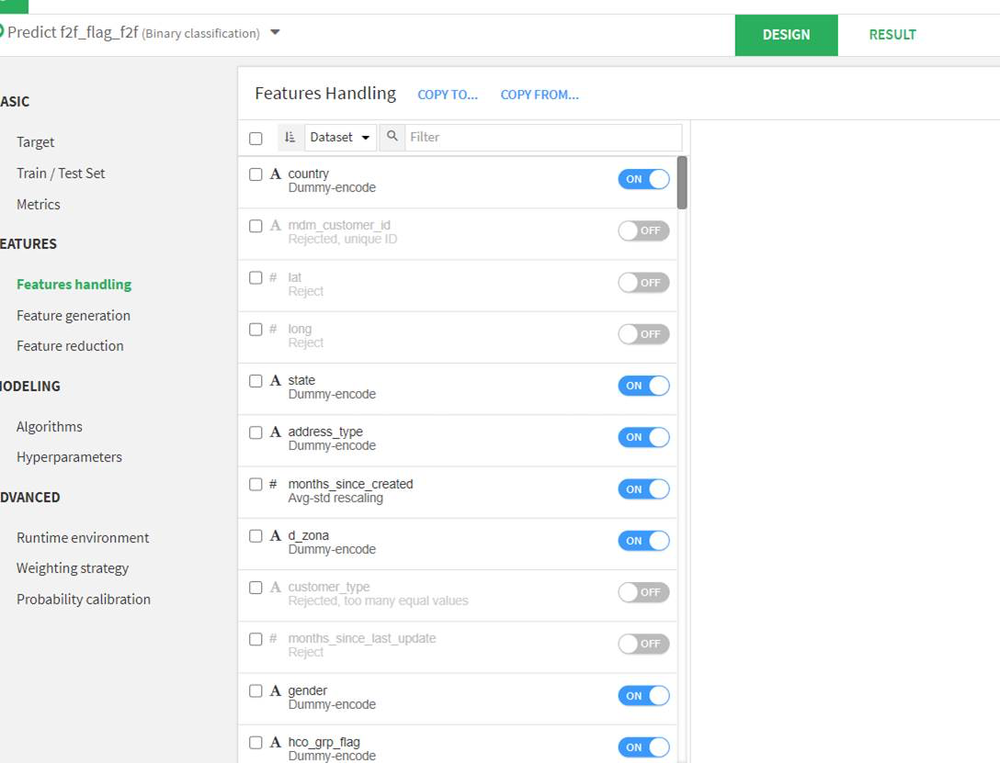 Predict f2f_flag_f2f (Binary classification)
DESIGN
RESULT
ASIC
Target
Train / Test Set
Metrics
EATURES
Features handling
Feature generation
Feature reduction
MODELING
Algorithms
Hyperparameters
DVANCED
Runtime environment
Weighting strategy
Probability calibration
Features Handling COPY TO... COPY FROM...
Dataset Filter
A country ON
Dummy-encode
A mdm_customer_id OFF
Rejected, unique ID
# lat OFF
Reject
# long OFF
Reject
A state ON
Dummy-encode
A address_type ON
Dummy-encode
# months_since_created ON
Avg-std rescaling
A d_zona ON
Dummy-encode
A customer_type OFF
Rejected, too many equal values
# months_since_last_update OFF
Reject
A gender ON
Dummy-encode
A hco_grp_flag ON
Dummy-encode